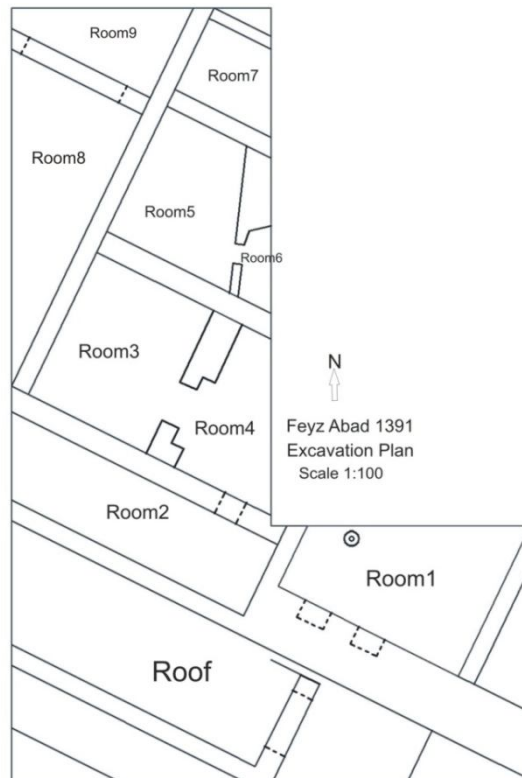 Room9
Room7
Room8
Room5
Room6
Room3
N
Room4
Feyz Abad 1391
Excavation Plan
Scale 1:100
Room2
Room1
Roof